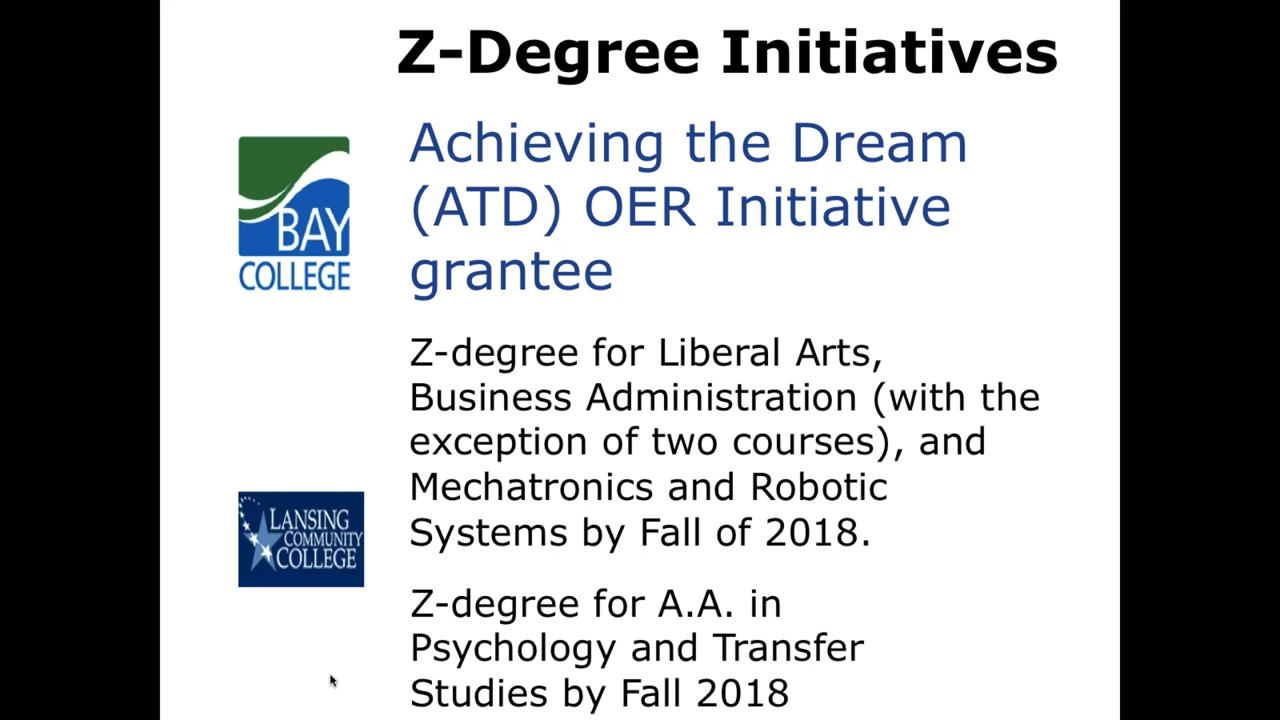 Z-Degree Initiatives
Achieving the Dream
(ATD) OER Initiative
grantee
BAY
COLLEGE
Z-degree for Liberal Arts,
Business Administration (with the
exception of two courses), and
Mechatronics and Robotic
Systems by Fall of 2018.
LANSING
COMMUNITY
COLLEGE
Z-degree for A.A. in
Psychology and Transfer
Studies by Fall 2018